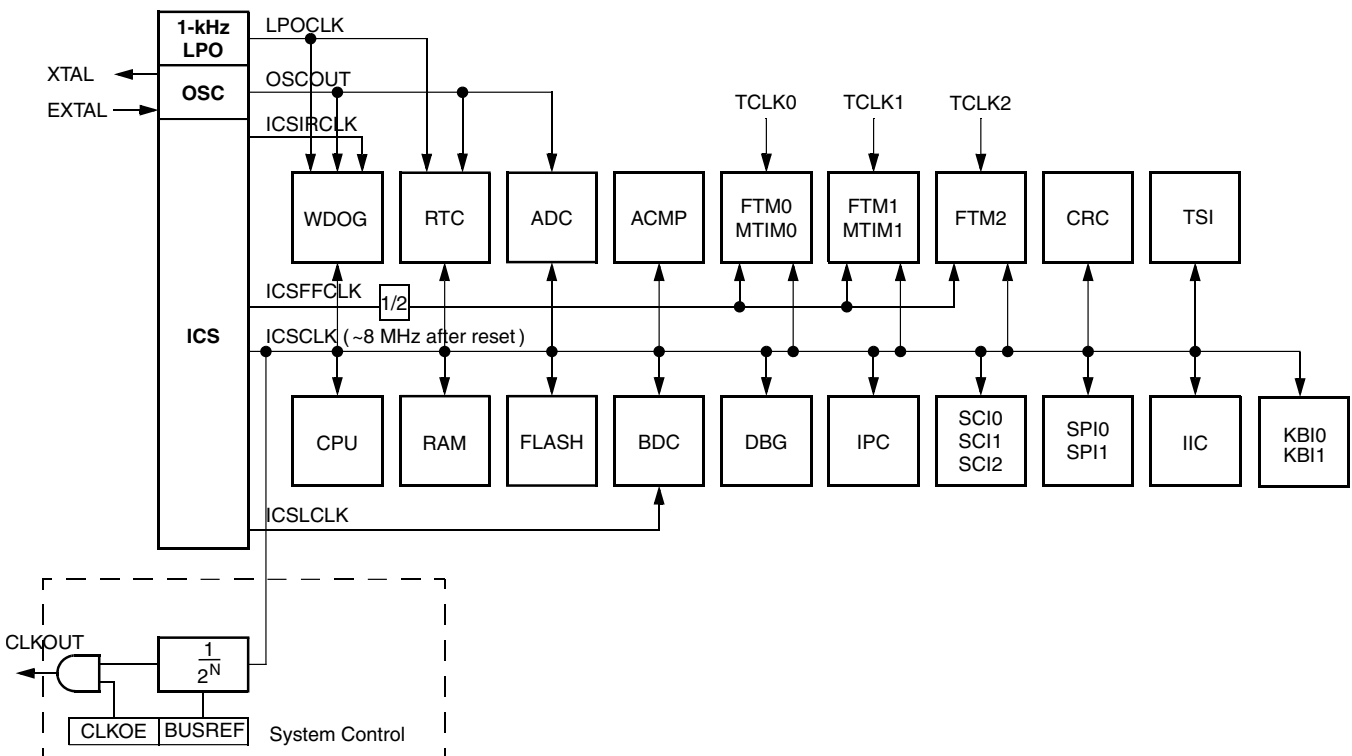 1-kHz
LPO
LPOCLK
XTAL
OSC
OSCOUT
EXTAL
ICSIRCLK
TCLK0
TCLK1
TCLK2
WDOG
RTC
ADC
ACMP
FTM0
MTIM0
FTM1
MTIM1
FTM2
CRC
TSI
ICSFFCLK
1/2
ICS
ICSCLK (~8 MHz after reset)
CPU
RAM
FLASH
BDC
DBG
IPC
SCI0
SCI1
SCI2
SPI0
SPI1
IIC
KBI0
KBI1
ICSLCLK
CLKOUT
1
2N
CLKOE
BUSREF
System Control